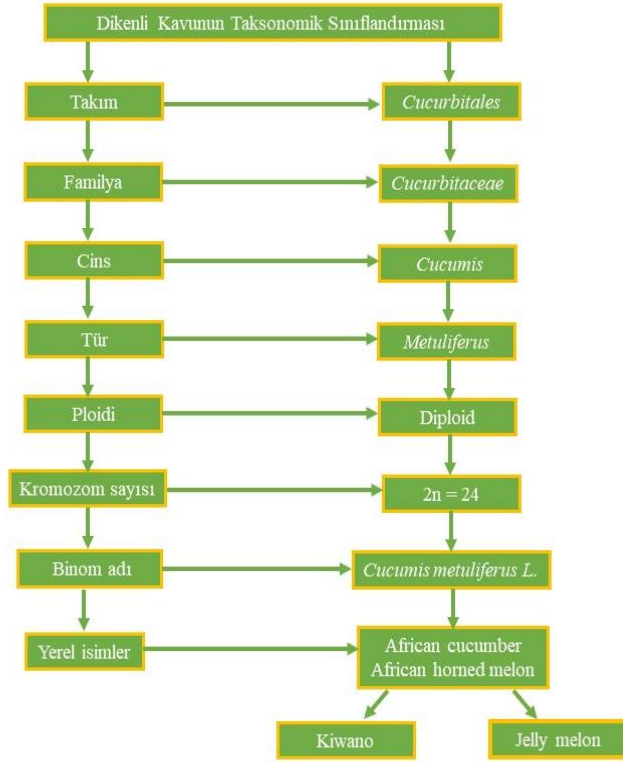 Dikenli Kavunun Taksonomik Sınıflandırması
Takım
Cucurbitales
Familya
Cucurbitaceae
Cins
Cucumis
Tür
Metuliferus
Ploidi
Diploid
Kromozom sayısı
2n = 24
Binom adı
Cucumis metuliferus L.
Yerel isimler
African cucumber
African horned melon
Kiwano
Jelly melon